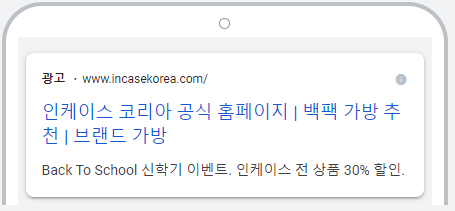 광고 · www.incasekorea.com/
인케이스 코리아 공식 홈페이지 | 백팩 가방 추
천 | 브랜드 가방
Back To School 신학기 이벤트. 인케이스 전 상품 30% 할인.